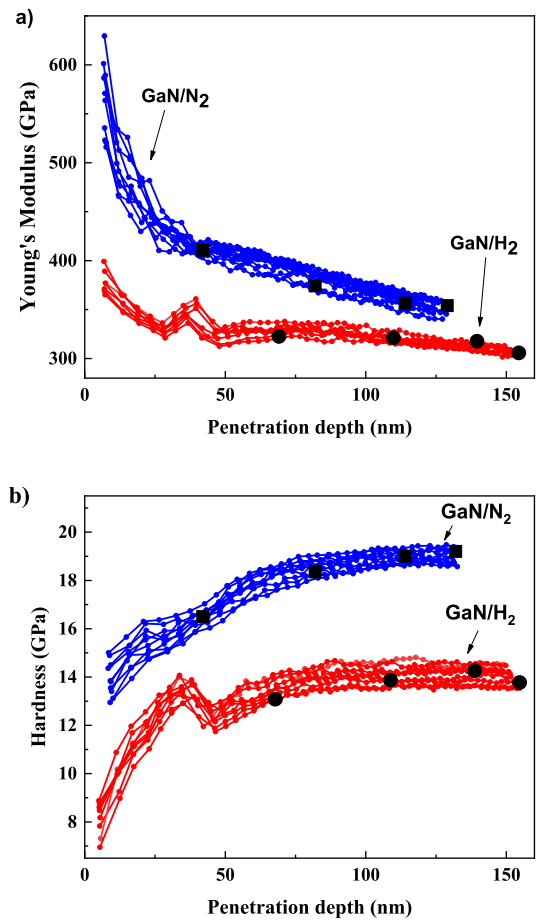 a)
600
500
400
300
Young's Modulus (GPa)
GaN/N2
GaN/H2
0
50
100
150
Penetration depth (nm)
b)
20
18
16
14
12
10
8
Hardness (GPa)
GaN/N2
GaN/H2
0
50
100
150
Penetration depth (nm)